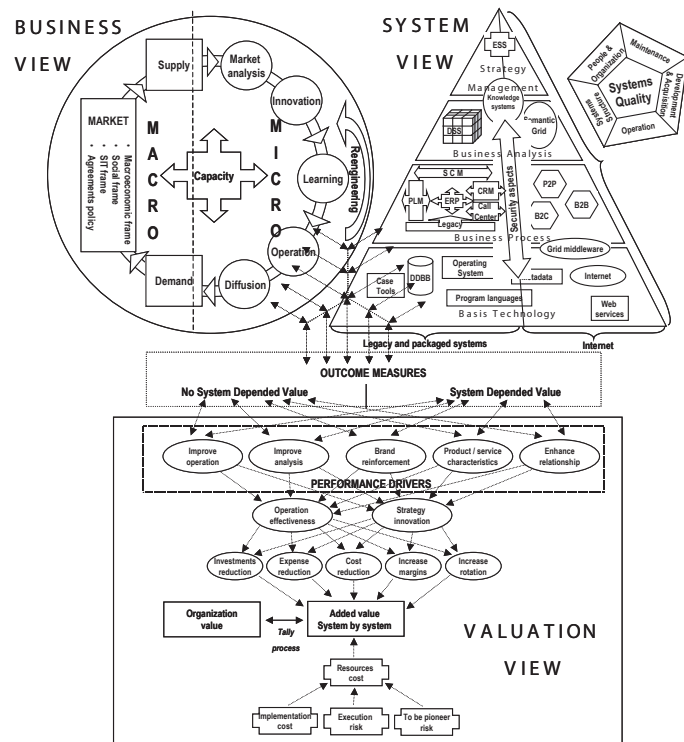 BUSINESS
VIEW
Supply
Market
analysis
Innovation
Learning
Operation
Diffusion
Demand
MARKET
• Macroeconomic frame
• Social frame
• SIT frame
• Agreements policy
MACRO
MICRO
Capacity
Reengineering
SYSTEM
VIEW
ESS
Strategy
Management
Knowledge
systems
DSS
Grid
Business Analysis
SCM
PLM
ERP
CRM
Call
Center
Legacy
Business Process
Security aspects
P2P
B2C
B2B
Grid middleware
Case
Tools
DDBB
Operating
System
Program languages
Internet
Web
services
Basis Technology
Legacy and packaged systems
Internet
People &
Organization
Maintenance
Development
& Acquisition
Operation
Systems
Structure
Systems
Quality
OUTCOME MEASURES
No System Depended Value
System Depended Value
Improve
operation
Improve
analysis
Brand
reinforcement
Product / service
characteristics
Enhance
relationship
PERFORMANCE DRIVERS
Operation
effectiveness
Strategy
innovation
Investments
reduction
Expense
reduction
Cost
reduction
Increase
margins
Increase
rotation
Organization
value
Tally
process
Added value
System by system
VALUATION
VIEW
Resources
cost
Implementation
cost
Execution
risk
To be pioneer
risk